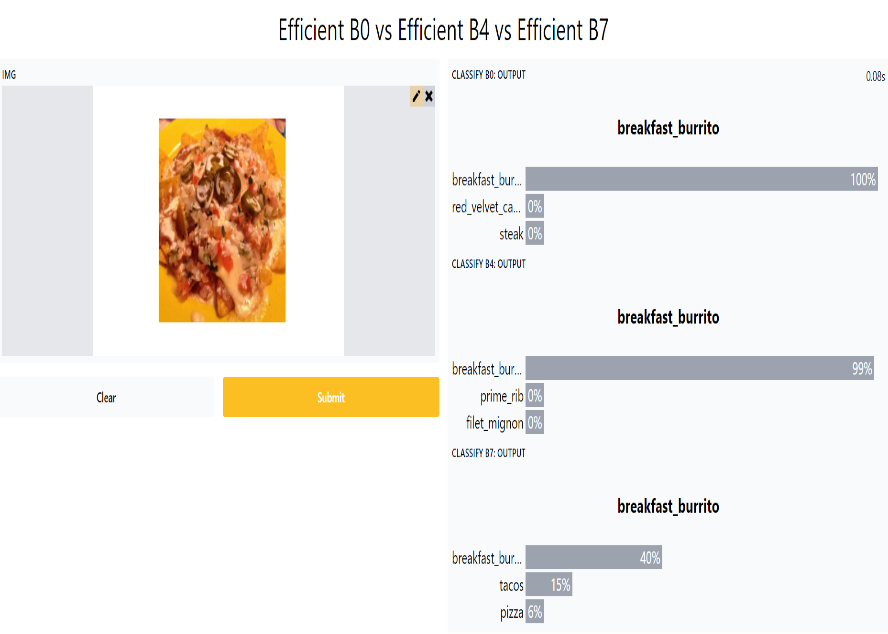 Efficient B0 vs Efficient B4 vs Efficient B7
IMG
Clear
Submit
CLASSIFY B0: OUTPUT
0.08s
breakfast_burrito
breakfast_bur... 100%
red_velvet_ca... 0%
steak 0%
CLASSIFY B4: OUTPUT
breakfast_burrito
breakfast_bur... 99%
prime_rib 0%
filet_mignon 0%
CLASSIFY B7: OUTPUT
breakfast_burrito
breakfast_bur... 40%
tacos 15%
pizza 6%